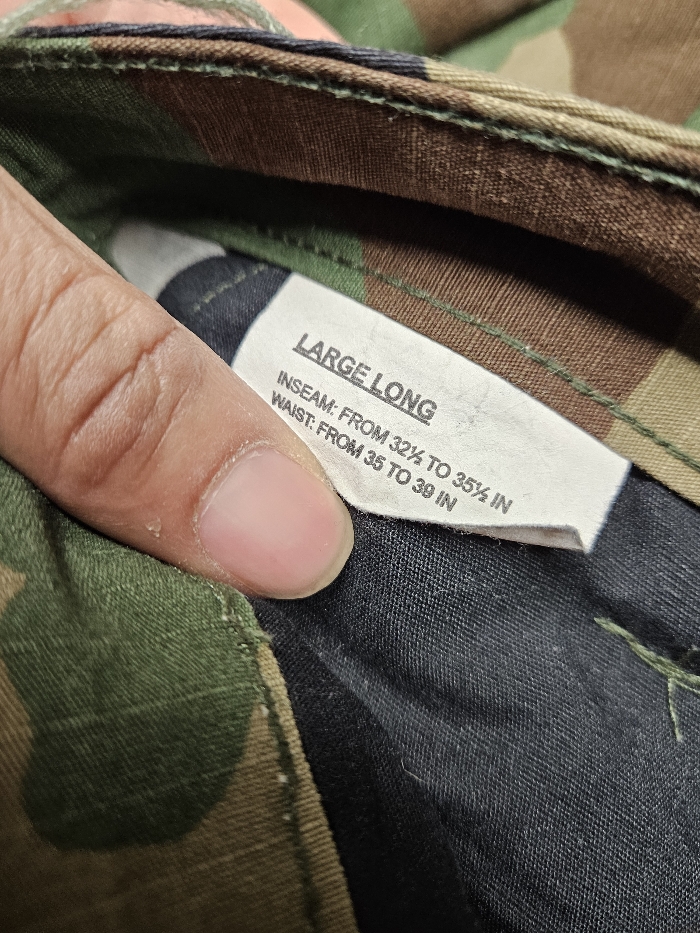 LARGE LONG
INSEAM: FROM 32½ TO 35½ IN
WAIST: FROM 35 TO 39 IN